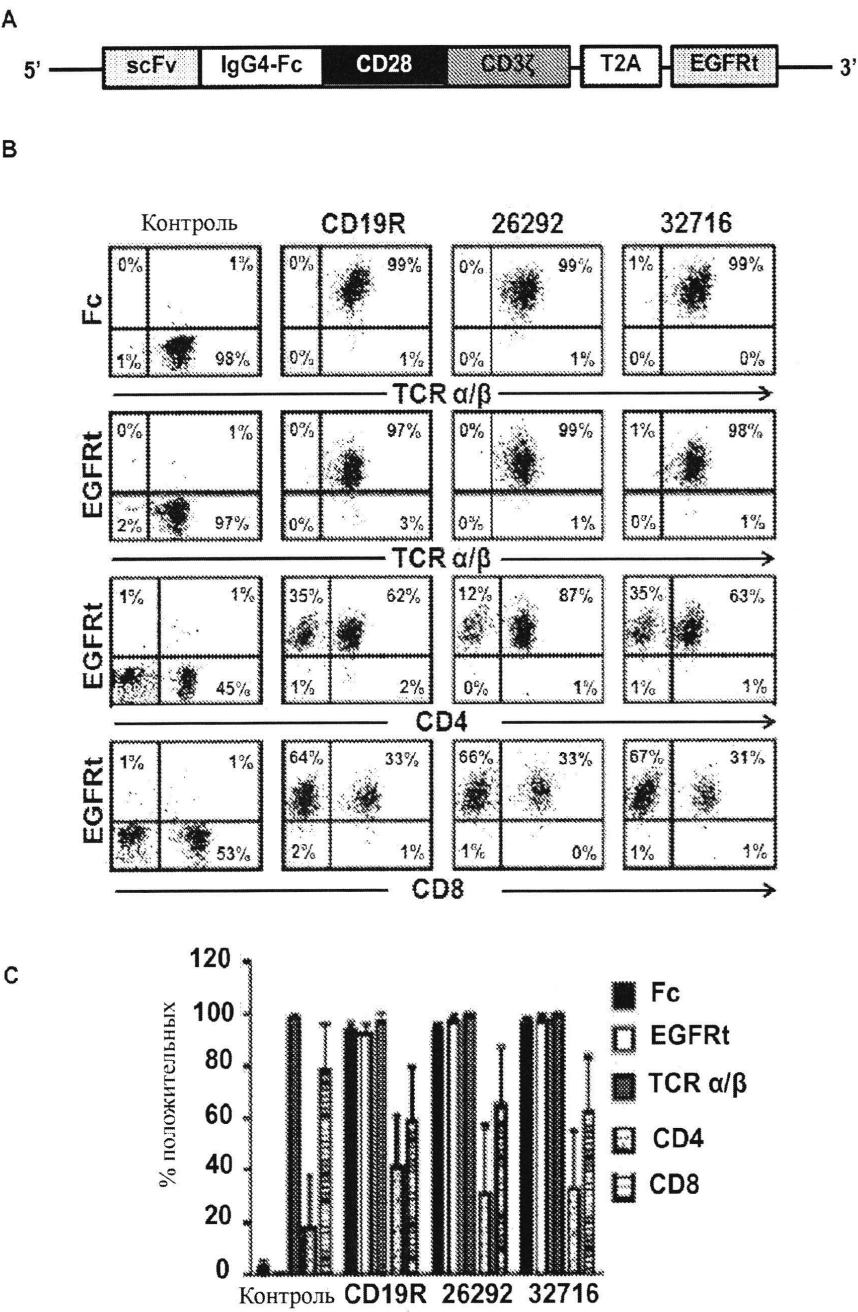 A
5' scFv IgG4-Fc CD28 CD3ζ T2A EGFRt 3'
B
Контроль CD19R 26292 32716
0% 1% 0% 99% 0% 99% 1% 99%
Fc
1% 98% 0% 1% 0% 1% 0% 0%
TCR α/β
0% 1% 0% 97% 0% 99% 1% 98%
EGFRt
2% 97% 0% 3% 0% 1% 0% 1%
TCR α/β
1% 1% 35% 62% 12% 87% 35% 63%
EGFRt
45% 1% 2% 0% 1% 1% 1%
CD4
1% 1% 64% 33% 66% 33% 67% 31%
EGFRt
53% 2% 1% 1% 0% 1% 1%
CD8
C
% положительных
120
100
80
60
40
20
0
Контроль CD19R 26292 32716
Fc
EGFRt
TCR α/β
CD4
CD8